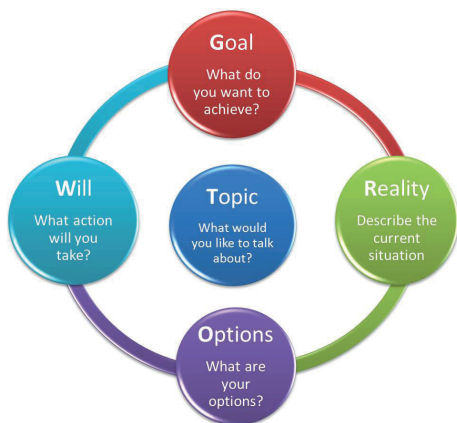 Goal
What do
you want to
achieve?
Will
What action
will you
take?
Topic
What would
you like to talk
about?
Reality
Describe the
current
situation
Options
What are
your
options?